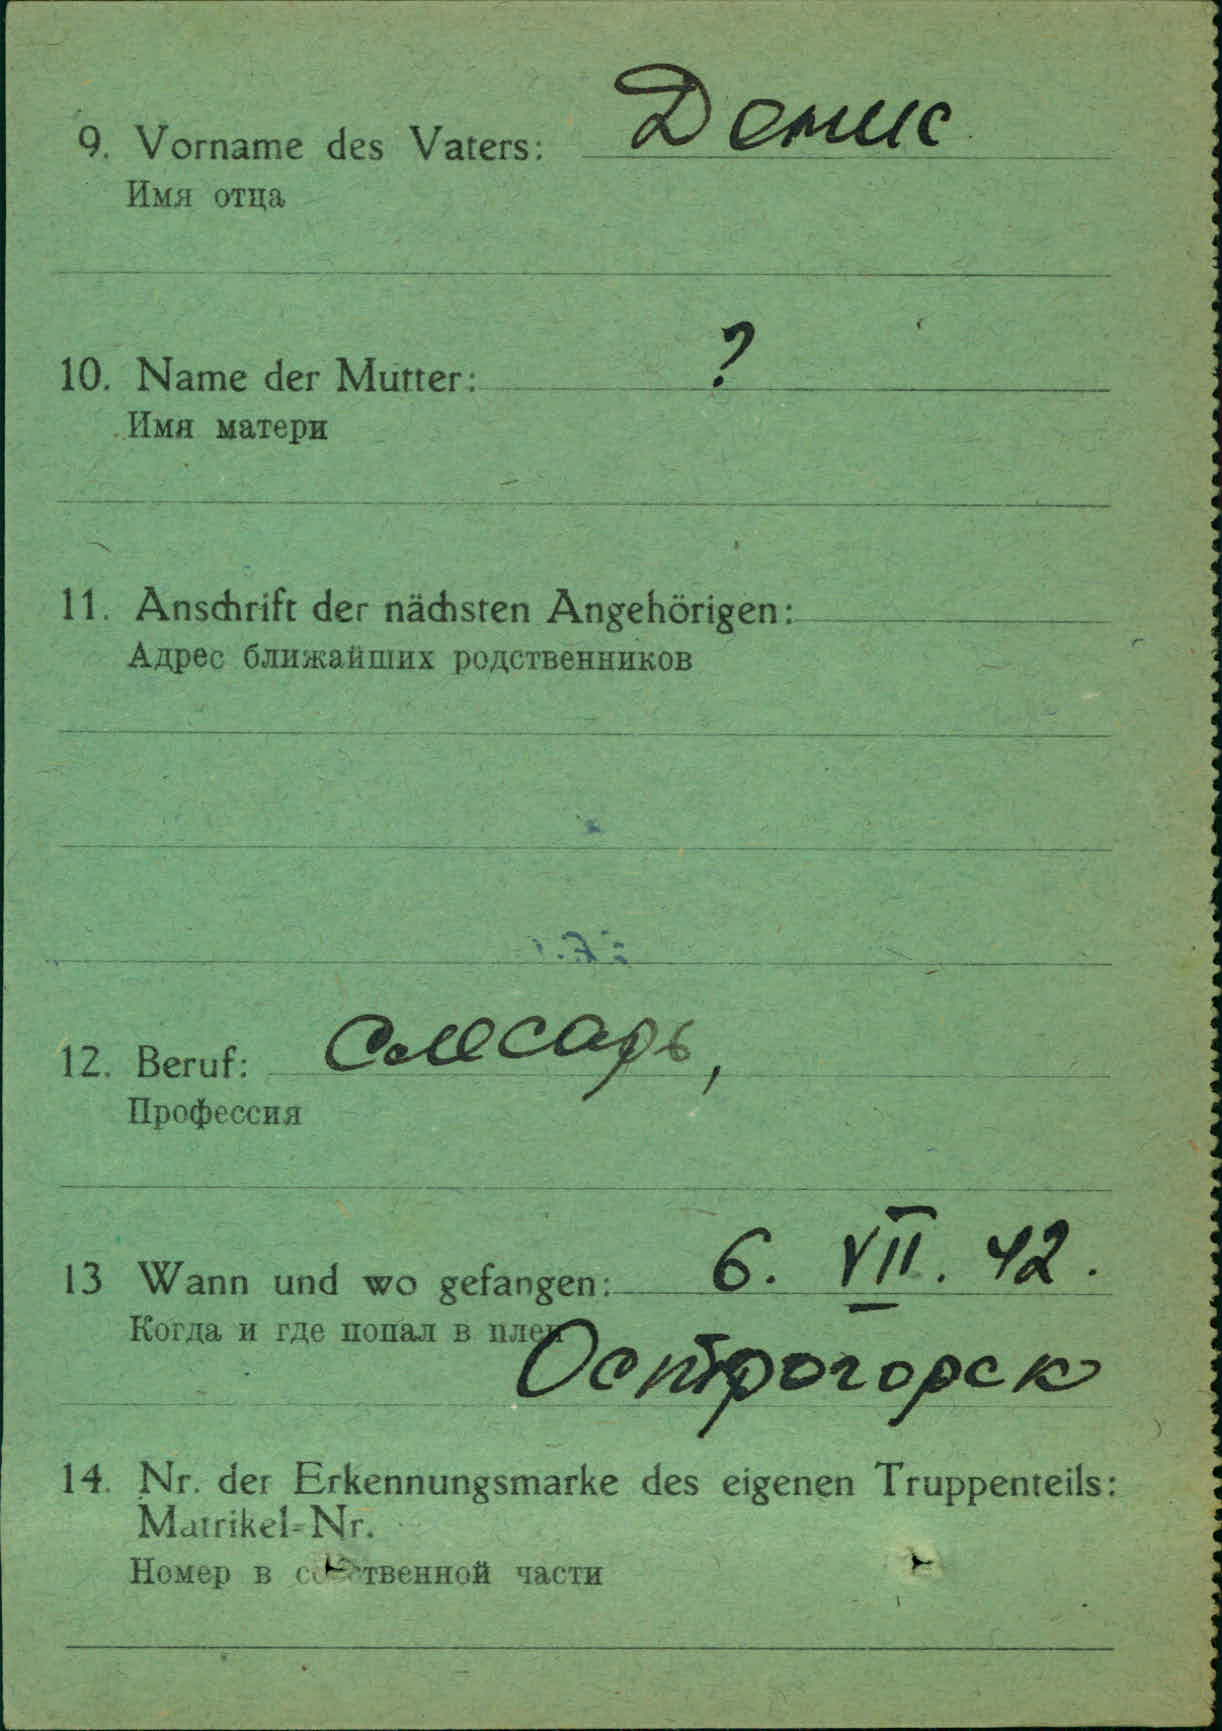 9. Vorname des Vaters: Демис
Имя отца
10. Name der Mutter: ?
Имя матери
11. Anschrift der nächsten Angehörigen:
Адрес ближайших родственников
12. Beruf: Слесарь,
Профессия
13 Wann und wo gefangen: 6. VII. 42.
Когда и где попал в плен
Острогорск
14. Nr. der Erkennungsmarke des eigenen Truppenteils:
Matrikel-Nr.
Номер в собственной части